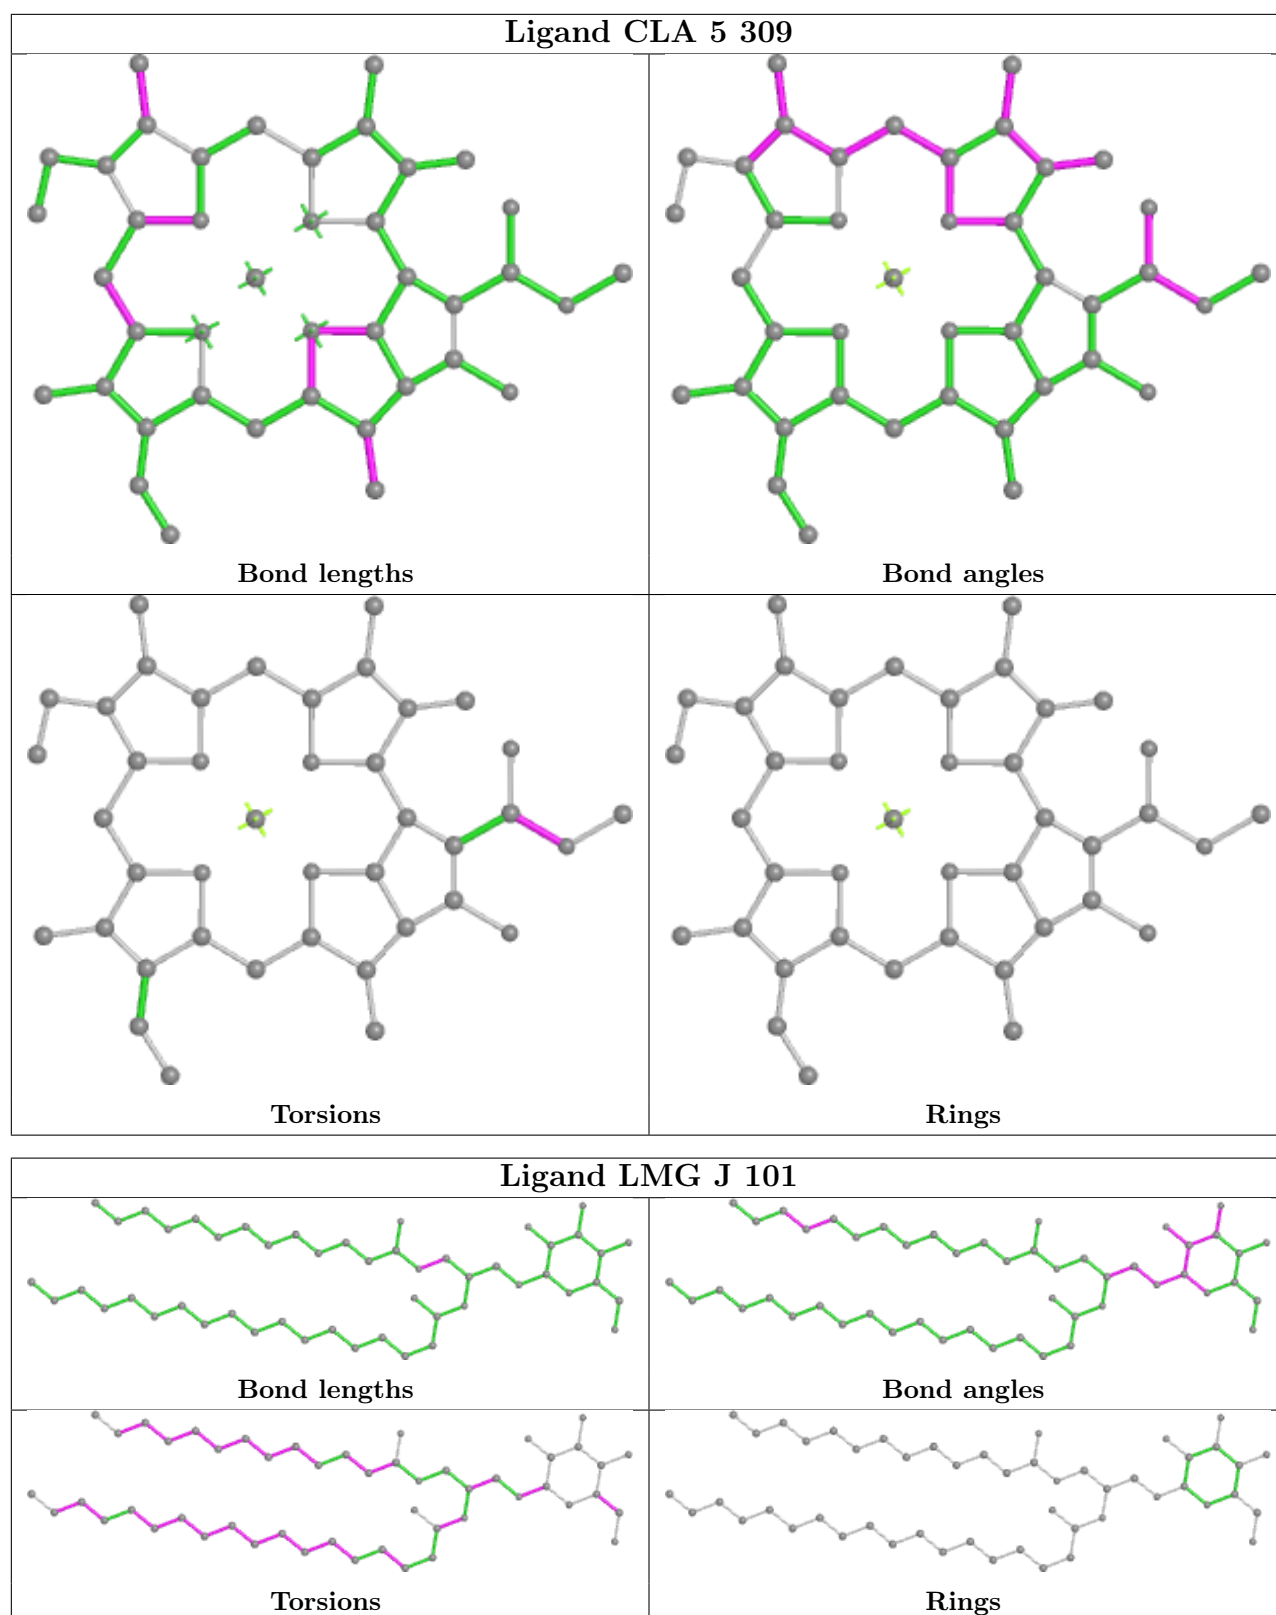 Ligand CLA 5 309
Bond lengths
Bond angles
Torsions
Rings
Ligand LMG J 101
Bond lengths
Bond angles
Torsions
Rings